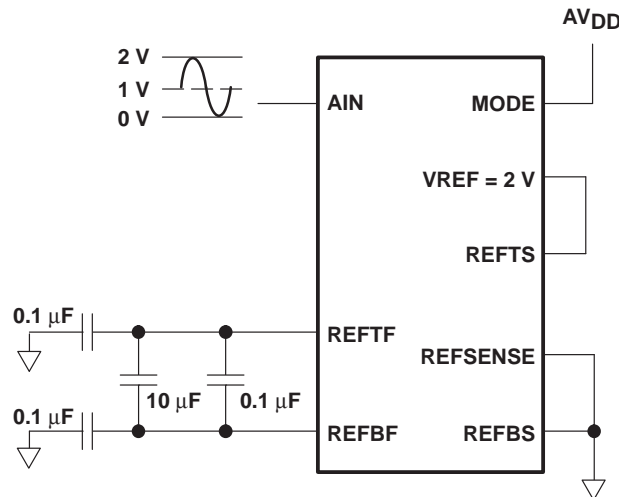 AVDD
2 V
1 V
0 V
AIN
MODE
VREF = 2 V
REFTS
0.1 μF
REFTF
REFSENSE
10 μF
0.1 μF
0.1 μF
REFBF
REFBS